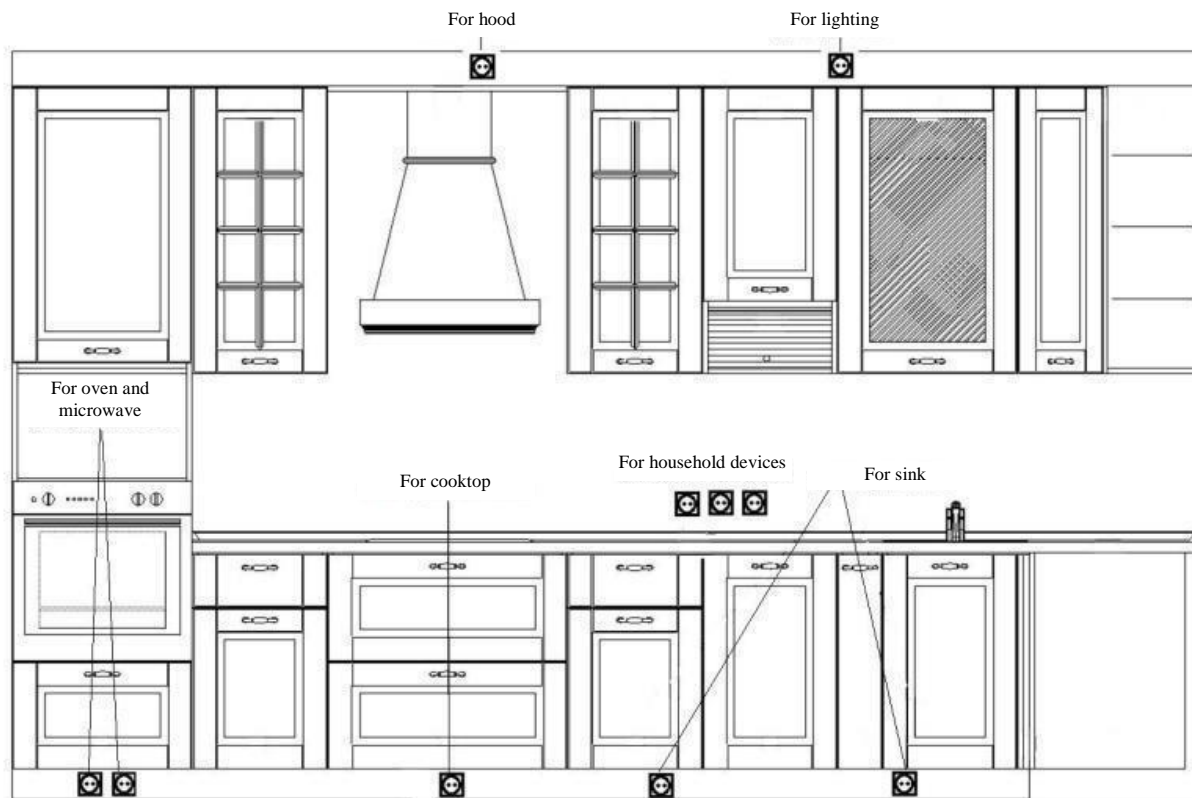 For hood
For lighting
For oven and
microwave
For cooktop
For household devices
For sink